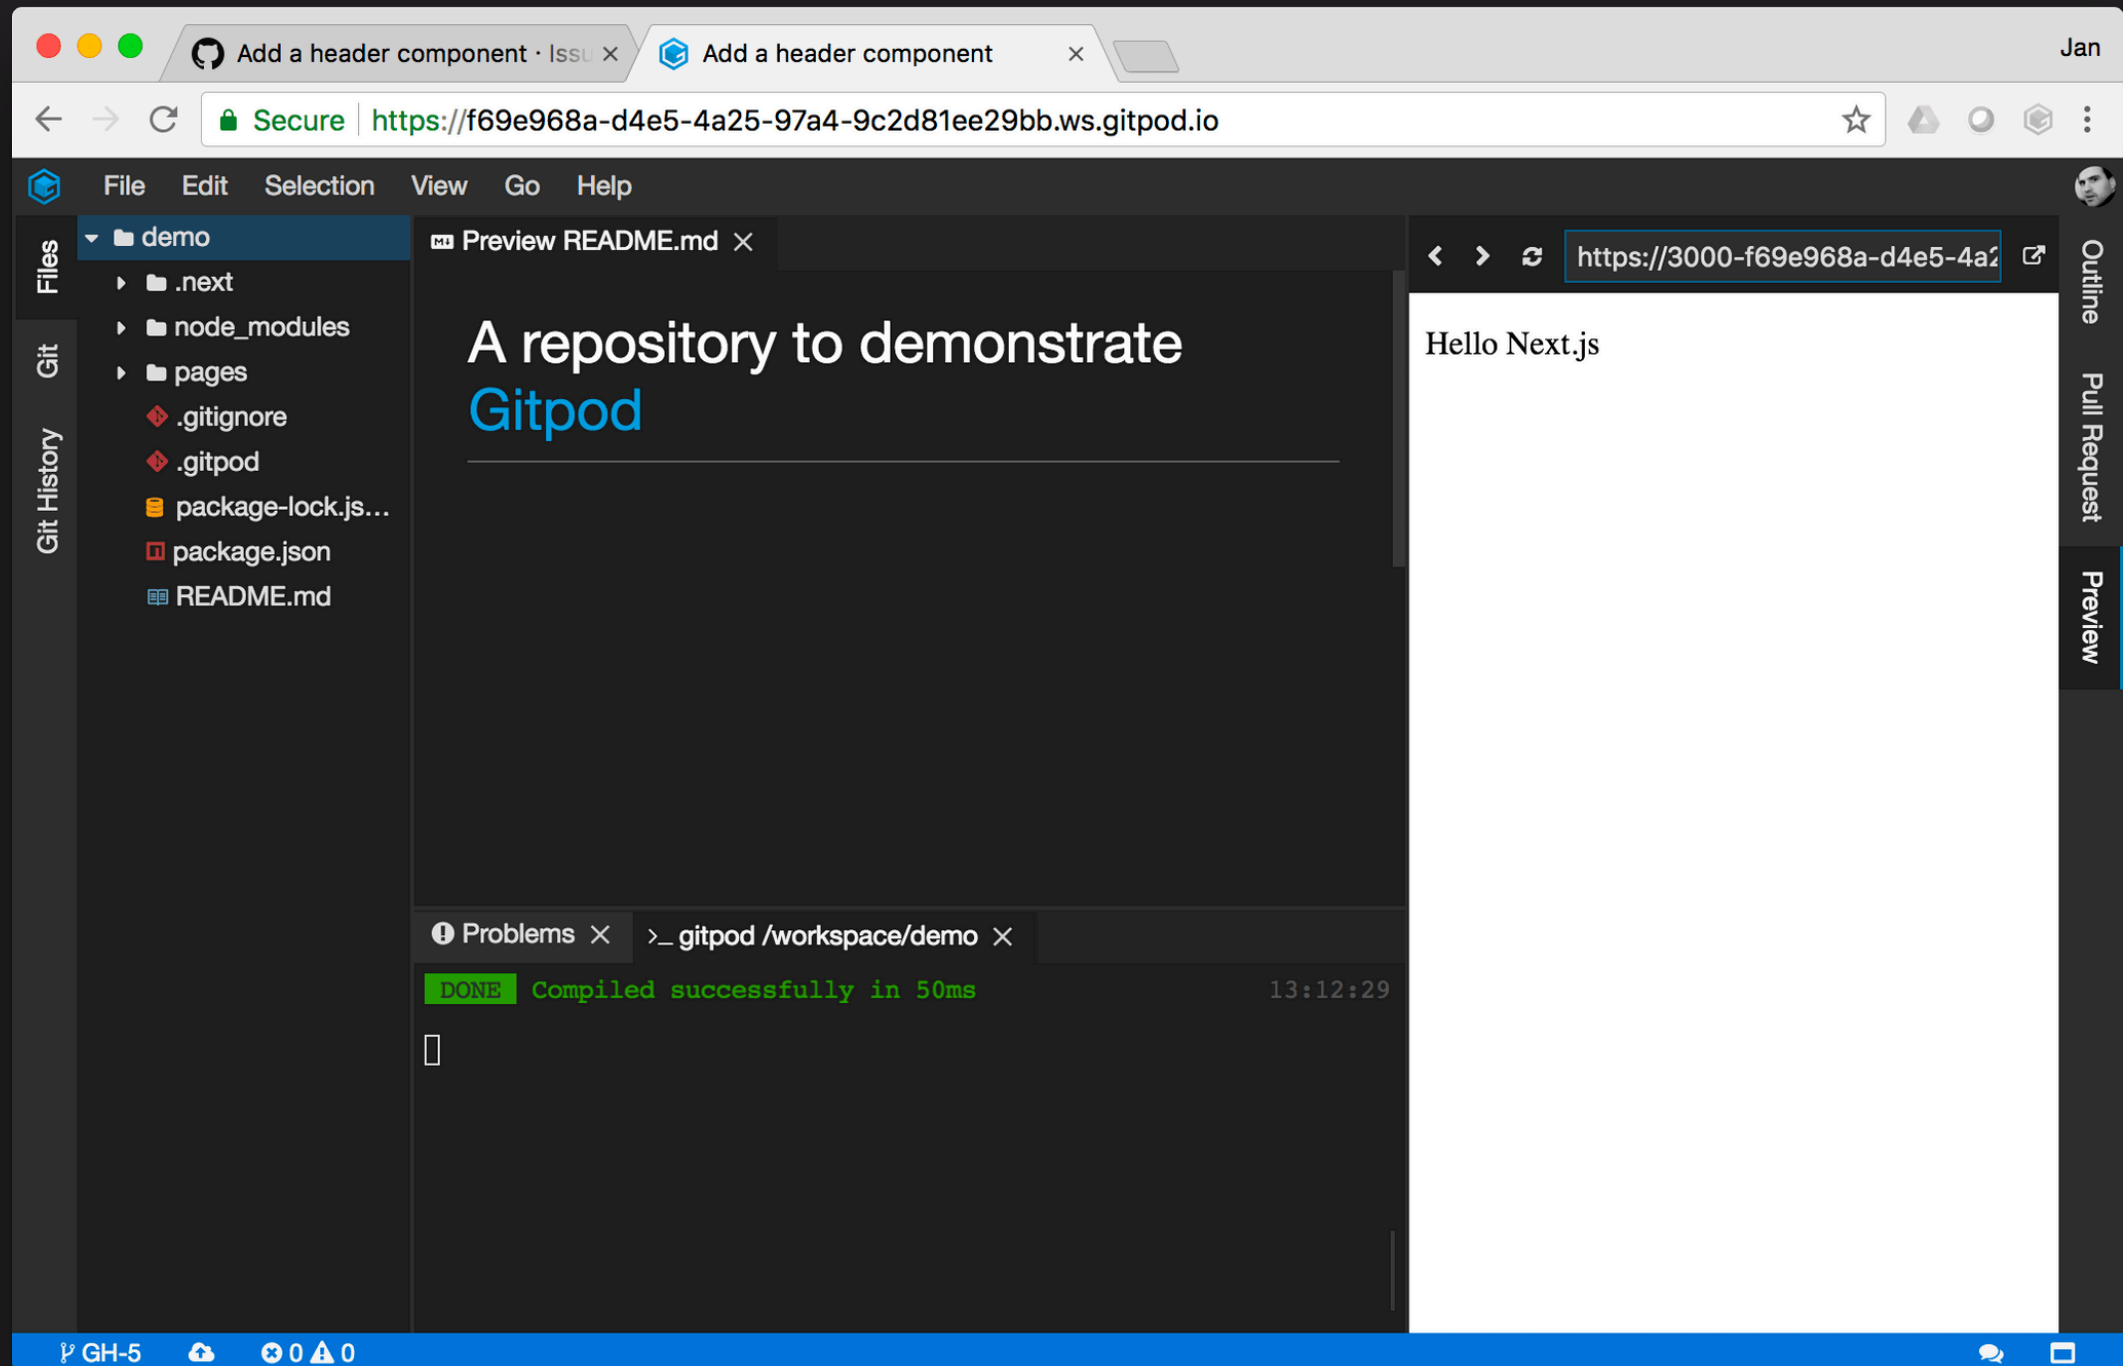 Add a header component · Issu
Add a header component
Jan
Secure
https://f69e968a-d4e5-4a25-97a4-9c2d81ee29bb.ws.gitpod.io
File Edit Selection View Go Help
Files
Git
Git History
demo
.next
node_modules
pages
.gitignore
.gitpod
package-lock.js...
package.json
README.md
Preview README.md
A repository to demonstrate
Gitpod
Problems
>_ gitpod /workspace/demo
DONE Compiled successfully in 50ms 13:12:29
https://3000-f69e968a-d4e5-4a2
Hello Next.js
Outline
Pull Request
Preview
GH-5 0 0